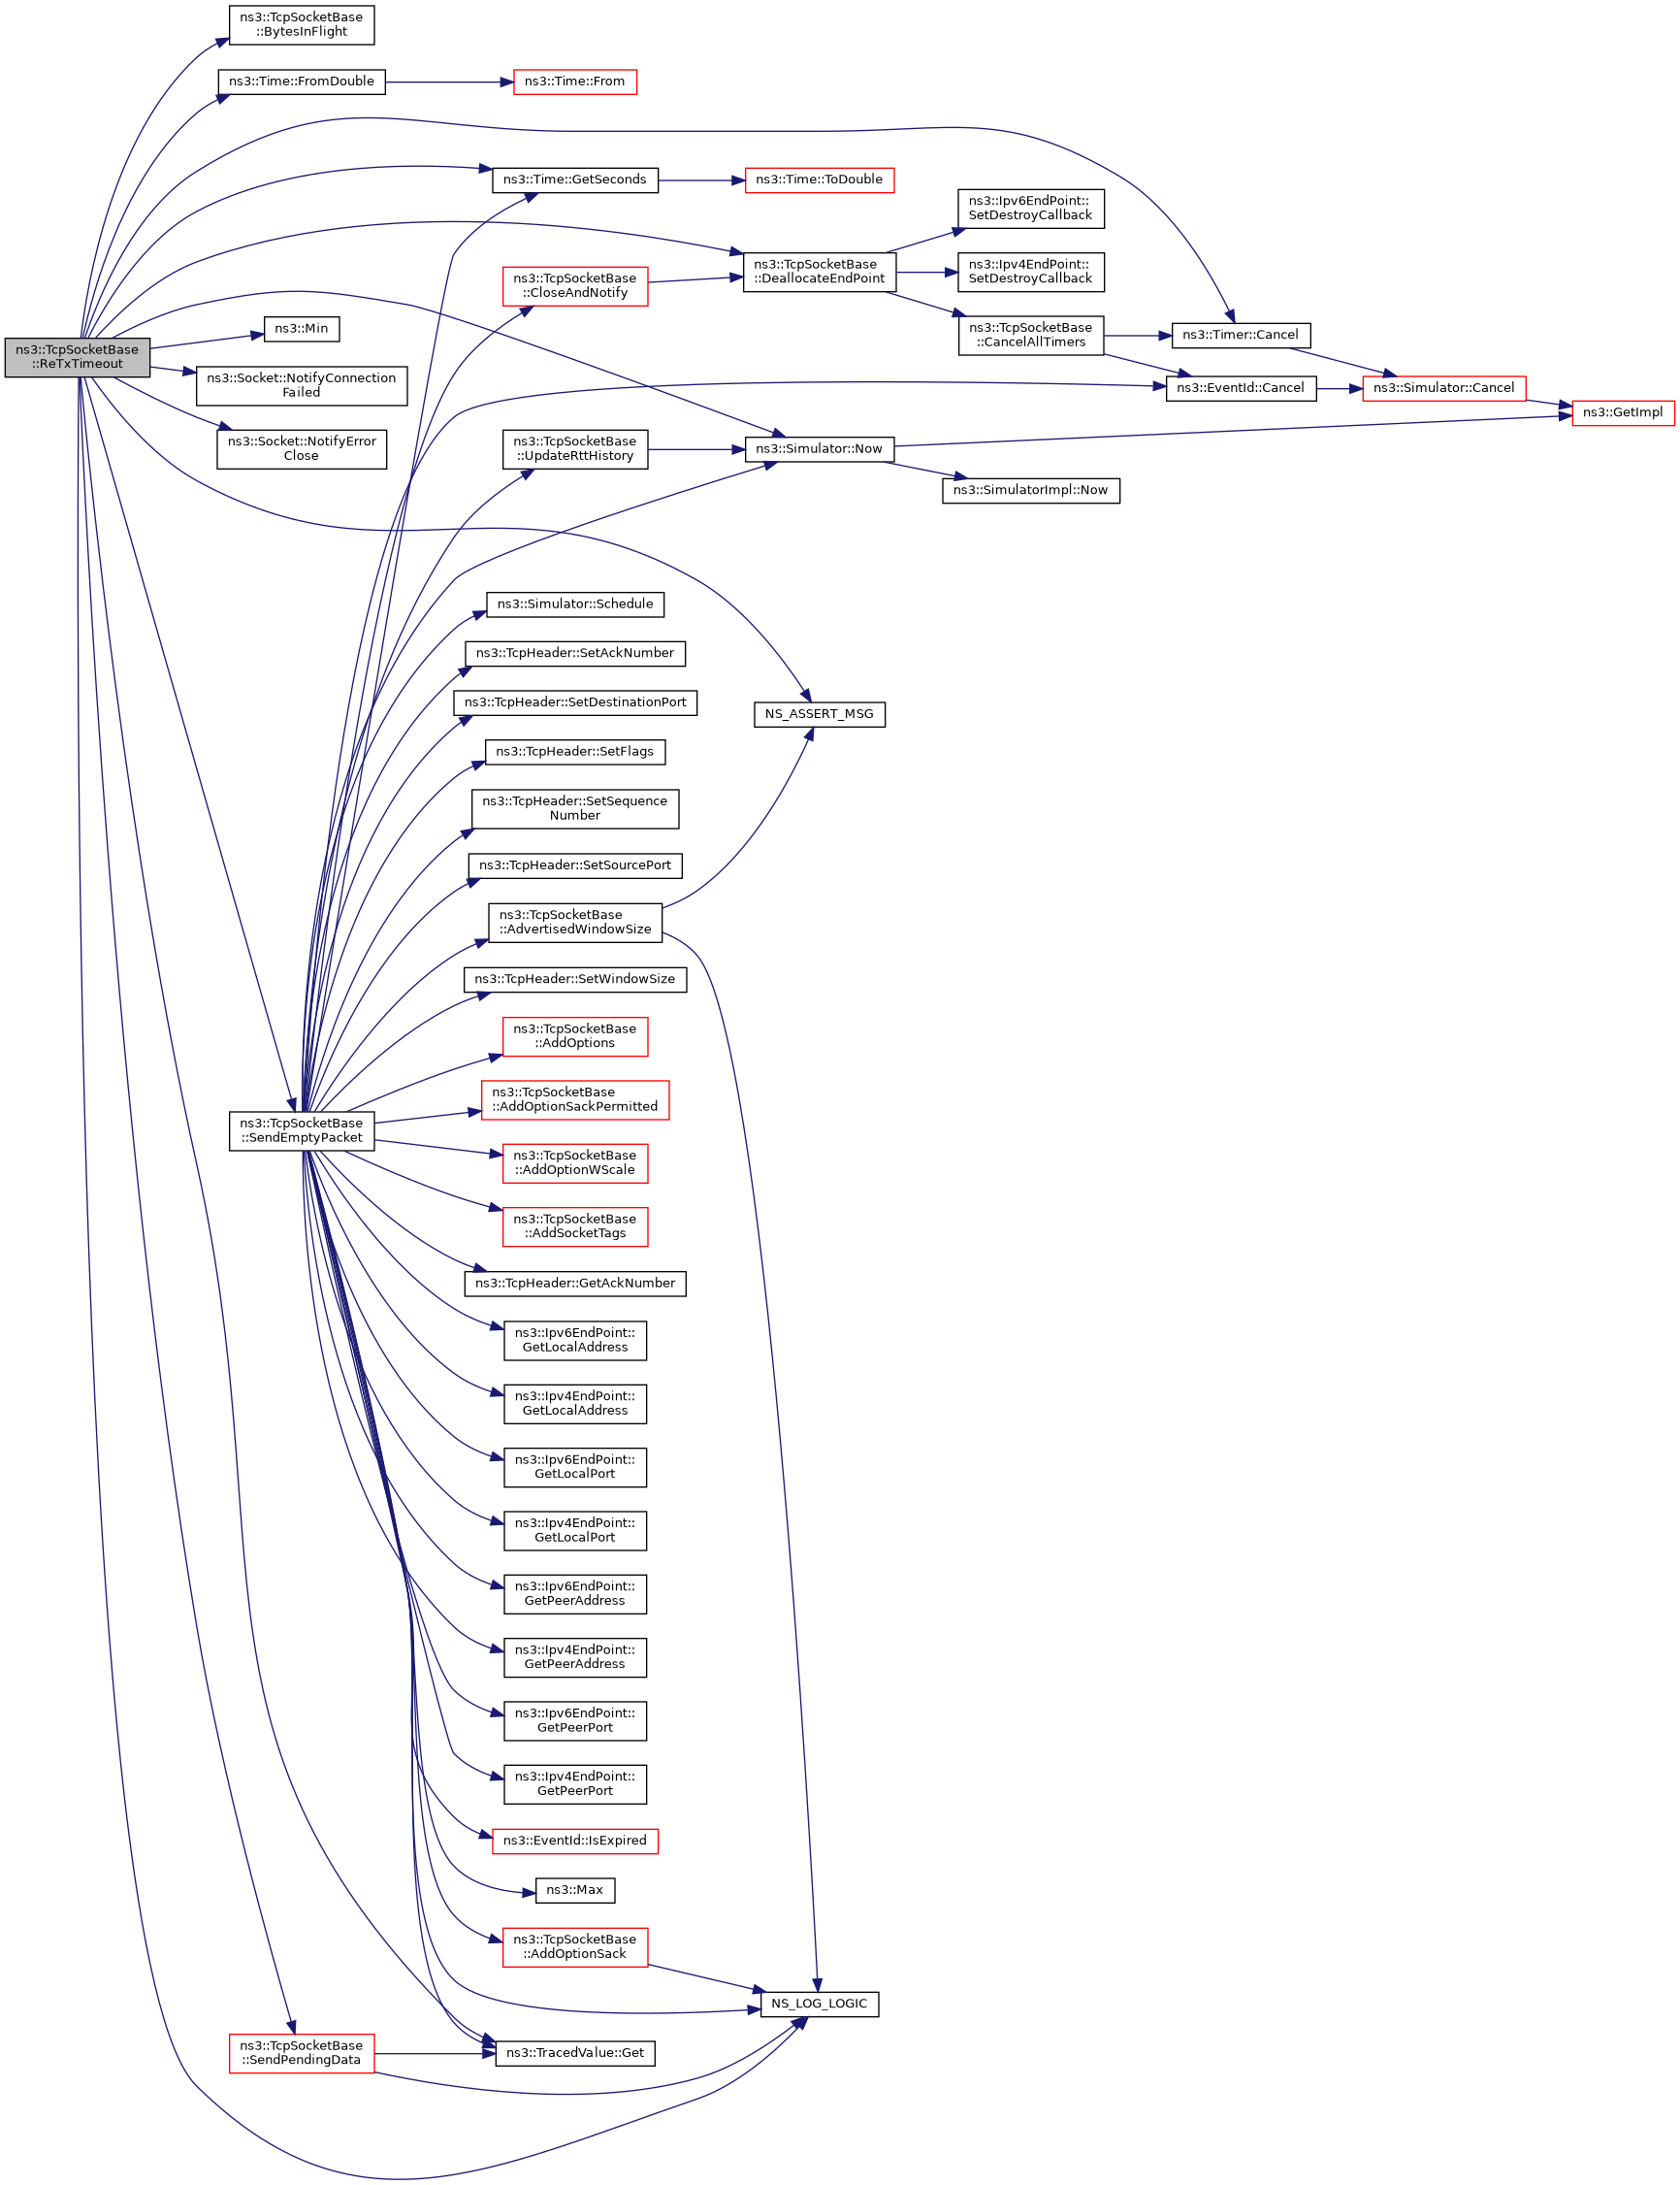 ns3::TcpSocketBase
::BytesInFlight
ns3::Time::FromDouble
ns3::Time::From
ns3::Time::GetSeconds
ns3::Time::ToDouble
ns3::Ipv6EndPoint::
SetDestroyCallback
ns3::TcpSocketBase
::DeallocateEndPoint
ns3::Ipv4EndPoint::
SetDestroyCallback
ns3::TcpSocketBase
::CloseAndNotify
ns3::TcpSocketBase
::CancelAllTimers
ns3::Timer::Cancel
ns3::Min
ns3::TcpSocketBase
::ReTxTimeout
ns3::Socket::NotifyConnection
Failed
ns3::EventId::Cancel
ns3::Simulator::Cancel
ns3::GetImpl
ns3::Socket::NotifyError
Close
ns3::TcpSocketBase
::UpdateRttHistory
ns3::Simulator::Now
ns3::SimulatorImpl::Now
ns3::Simulator::Schedule
ns3::TcpHeader::SetAckNumber
ns3::TcpHeader::SetDestinationPort
NS_ASSERT_MSG
ns3::TcpHeader::SetFlags
ns3::TcpHeader::SetSequence
Number
ns3::TcpHeader::SetSourcePort
ns3::TcpSocketBase
::AdvertisedWindowSize
ns3::TcpHeader::SetWindowSize
ns3::TcpSocketBase
::AddOptions
ns3::TcpSocketBase
::AddOptionSackPermitted
ns3::TcpSocketBase
::SendEmptyPacket
ns3::TcpSocketBase
::AddOptionWScale
ns3::TcpSocketBase
::AddSocketTags
ns3::TcpHeader::GetAckNumber
ns3::Ipv6EndPoint::
GetLocalAddress
ns3::Ipv4EndPoint::
GetLocalAddress
ns3::Ipv6EndPoint::
GetLocalPort
ns3::Ipv4EndPoint::
GetLocalPort
ns3::Ipv6EndPoint::
GetPeerAddress
ns3::Ipv4EndPoint::
GetPeerAddress
ns3::Ipv6EndPoint::
GetPeerPort
ns3::Ipv4EndPoint::
GetPeerPort
ns3::EventId::IsExpired
ns3::Max
ns3::TcpSocketBase
::AddOptionSack
NS_LOG_LOGIC
ns3::TcpSocketBase
::SendPendingData
ns3::TracedValue::Get